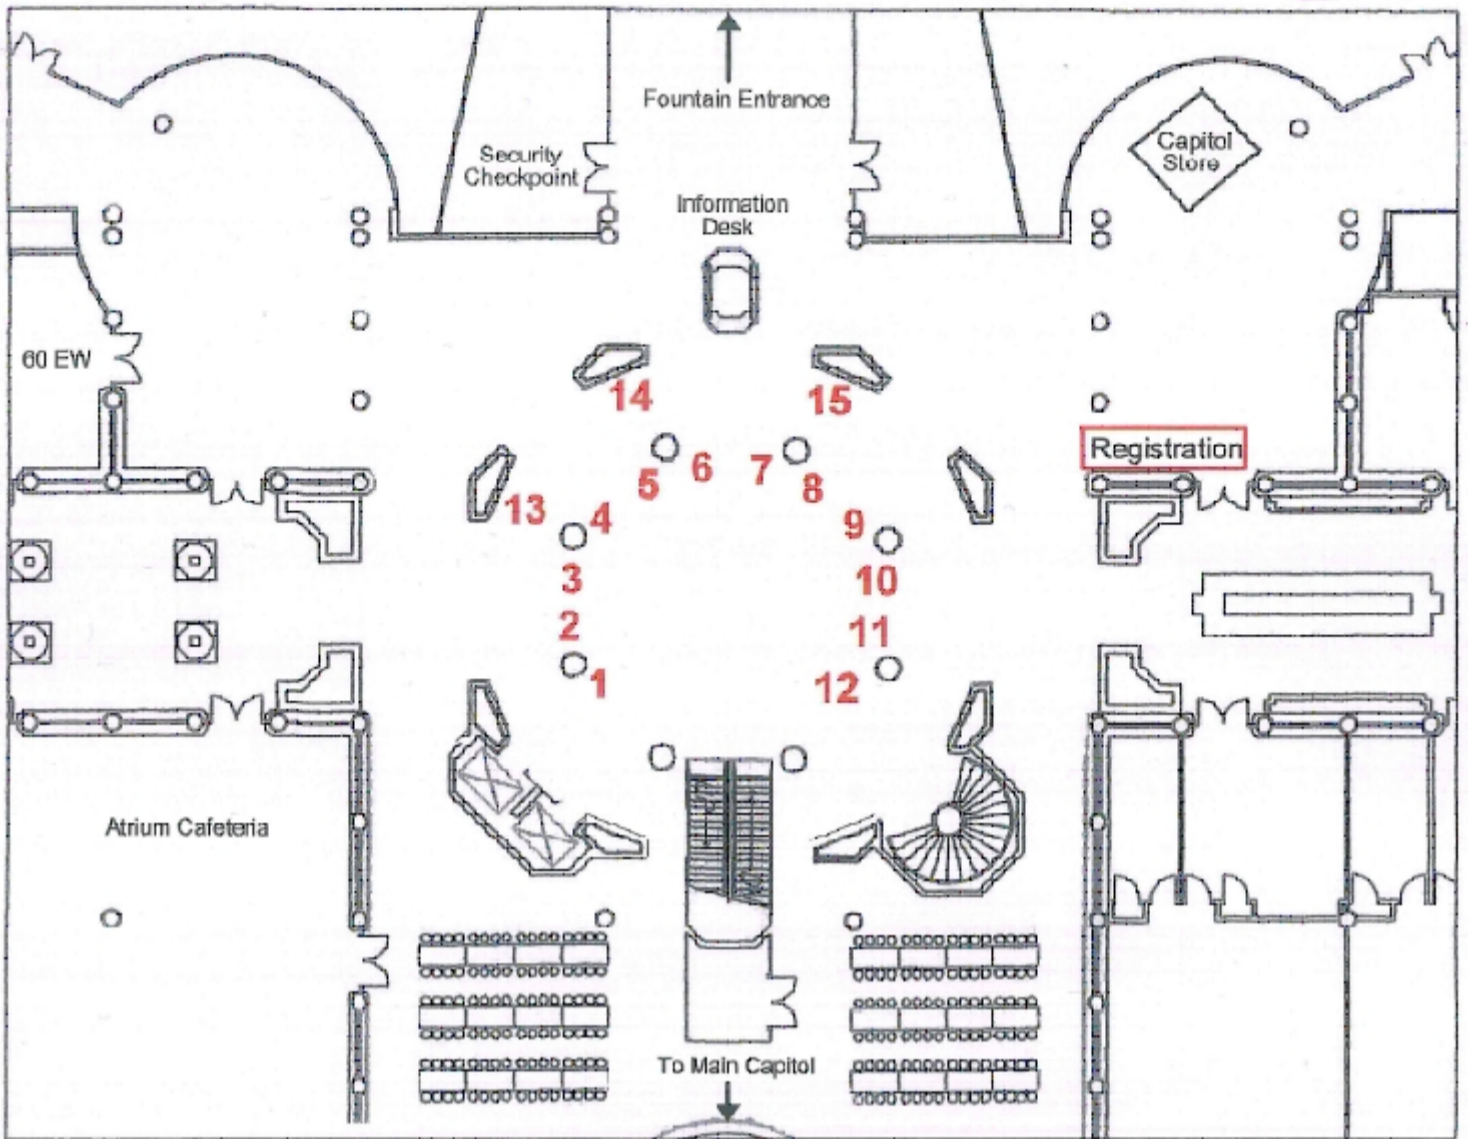 Fountain Entrance
Security
Checkpoint
Capitol
Store
Information
Desk
60 EW
14
15
Registration
5
6
7
8
13
4
9
3
10
2
11
1
12
Atrium Cafeteria
To Main Capitol